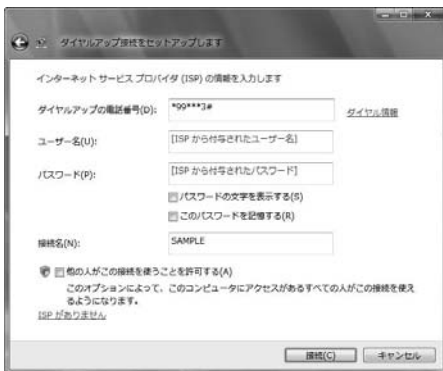 ダイヤルアップ接続をセットアップします
インターネット サービス プロバイダ (ISP) の情報を入力します
ダイヤルアップの電話番号(D):
*99***3#
ダイヤル情報
ユーザー名(U):
[ISP から付与されたユーザー名]
パスワード(P):
[ISP から付与されたパスワード]
パスワードの文字を表示する(S)
このパスワードを記憶する(R)
接続名(N):
SAMPLE
他の人がこの接続を使うことを許可する(A)
このオプションによって、このコンピュータにアクセスがあるすべての人がこの接続を使え
るようになります。
ISP がありません
接続(C)
キャンセル